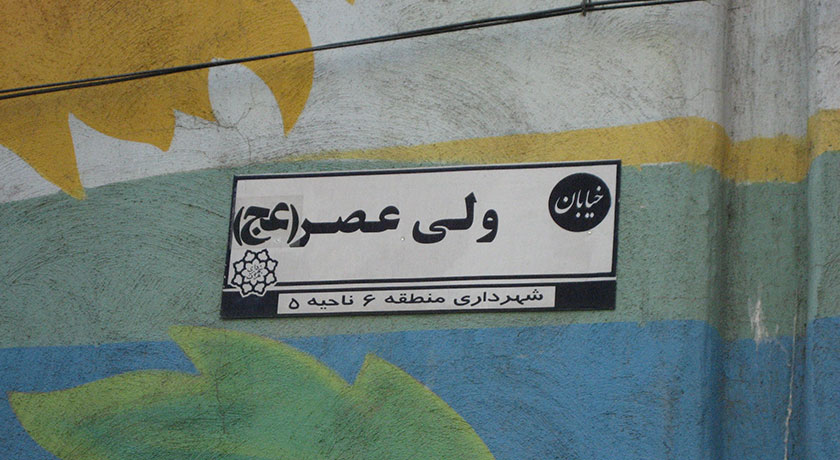 خیابان
ولی عصر (عج)
شهرداری منطقه ۶ ناحیه ۵